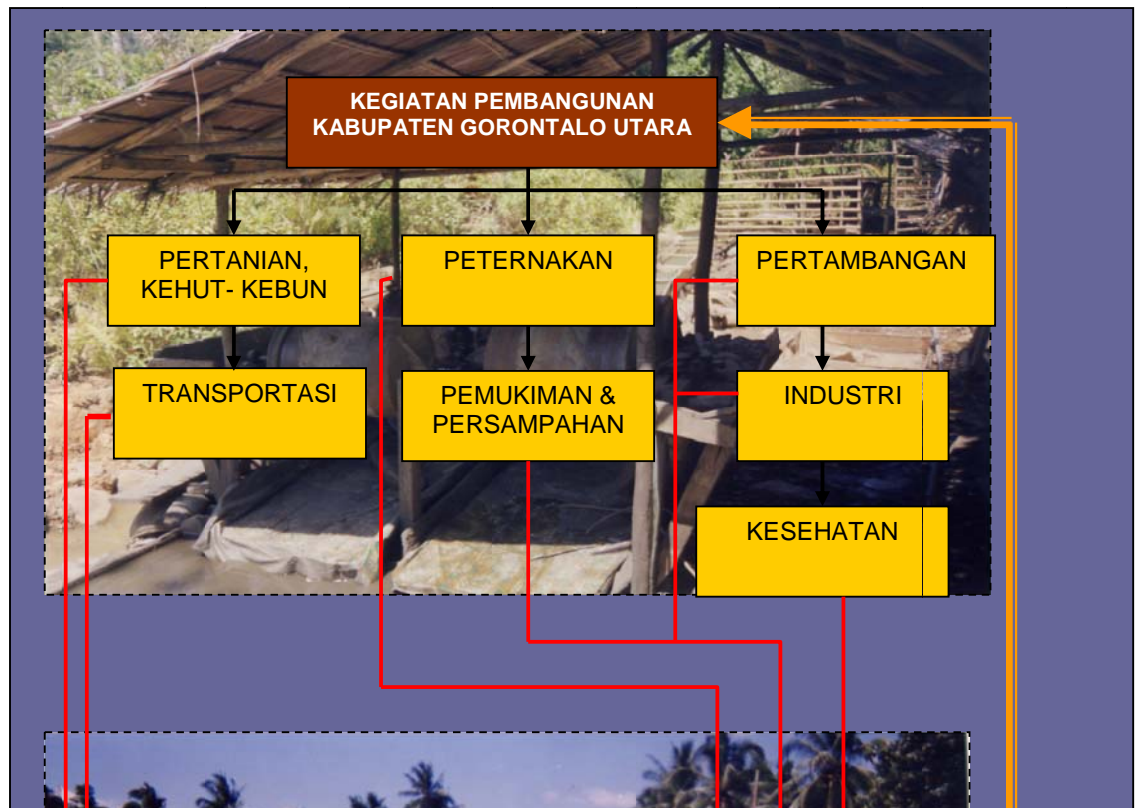 KEGIATAN PEMBANGUNAN
KABUPATEN GORONTALO UTARA
PERTANIAN,
KEHUT- KEBUN
PETERNAKAN
PERTAMBANGAN
TRANSPORTASI
PEMUKIMAN &
PERSAMPAHAN
INDUSTRI
KESEHATAN